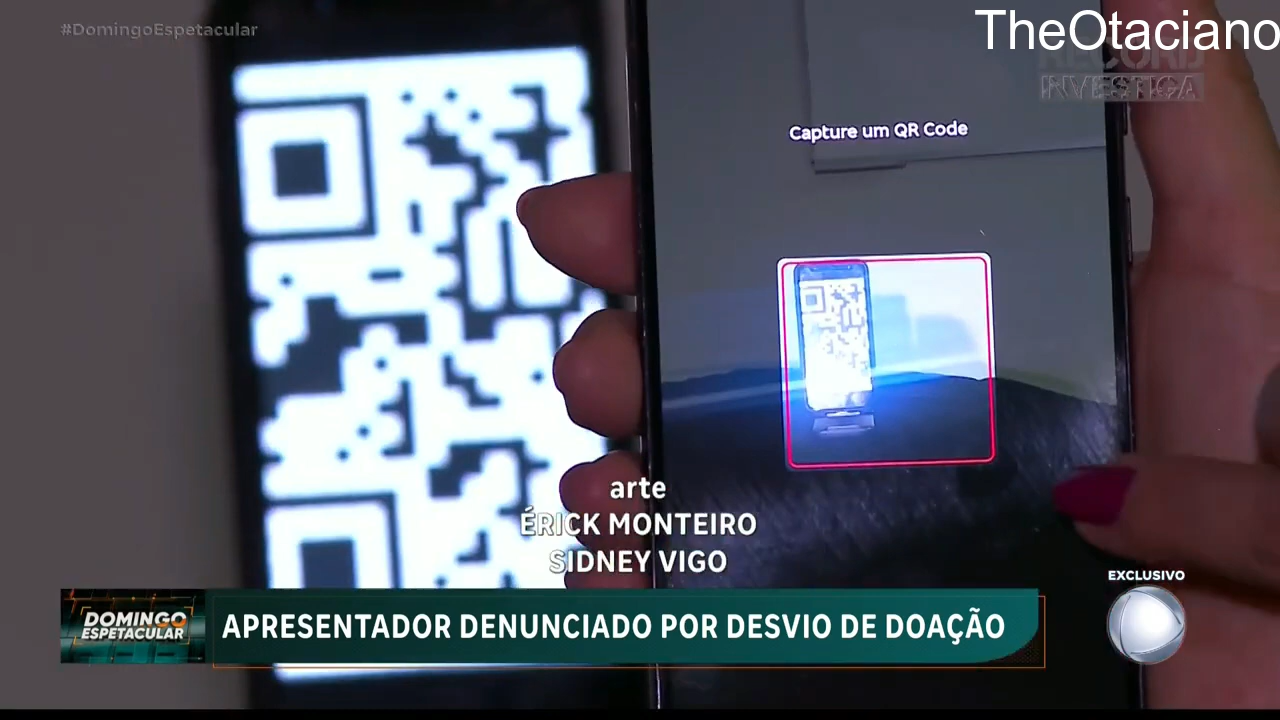 #DomingoEspetacular
TheOtaciano
RECORD
INVESTIGA
Capture um QR Code
arte
ÉRICK MONTEIRO
SIDNEY VIGO
EXCLUSIVO
DOMINGO
ESPETACULAR
APRESENTADOR DENUNCIADO POR DESVIO DE DOAÇÃO